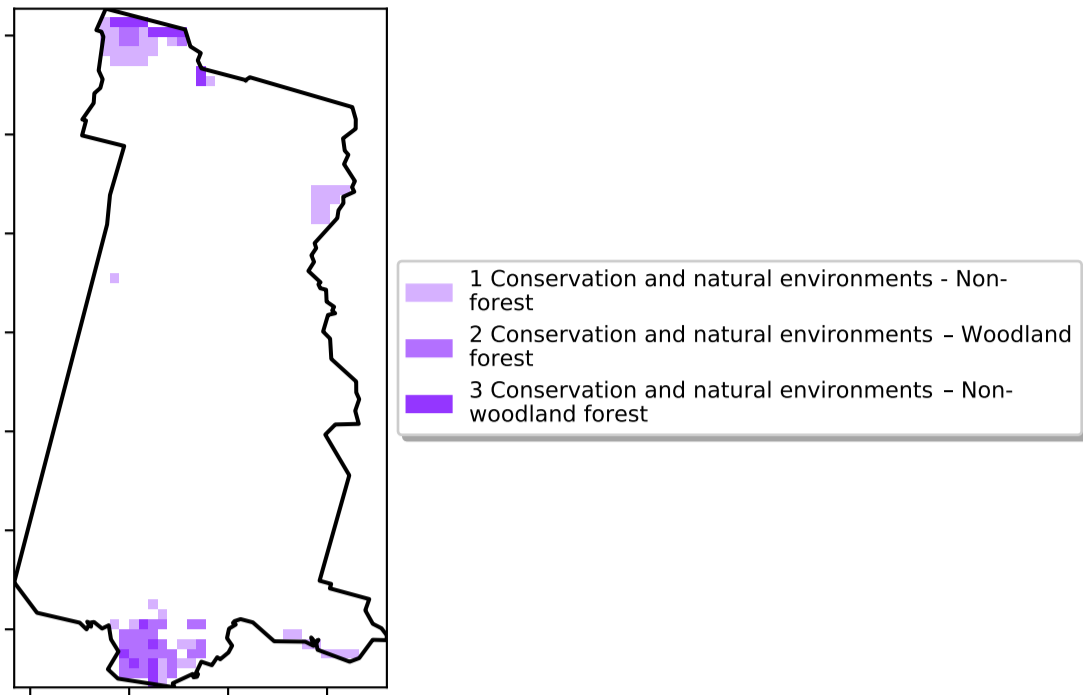 1 Conservation and natural environments - Non-
forest
2 Conservation and natural environments – Woodland
forest
3 Conservation and natural environments – Non-
woodland forest